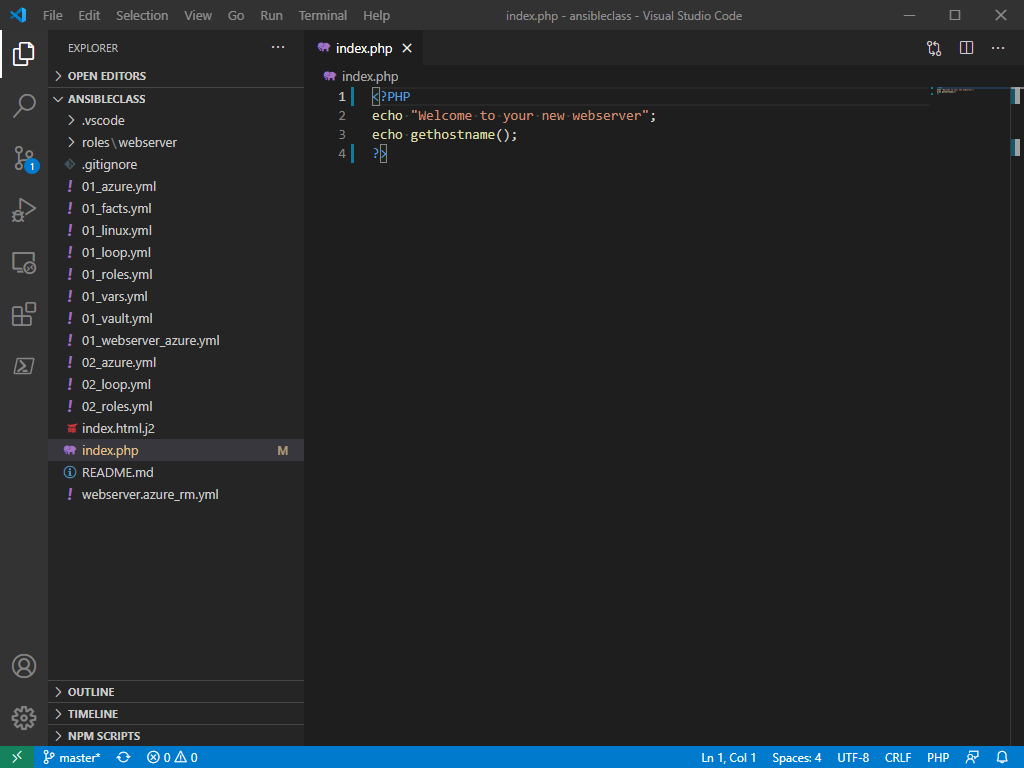 File Edit Selection View Go Run Terminal Help index.php - ansibleclass - Visual Studio Code
EXPLORER
OPEN EDITORS
ANSIBLECLASS
.vscode
roles\webserver
.gitignore
! 01_azure.yml
! 01_facts.yml
! 01_linux.yml
! 01_loop.yml
! 01_roles.yml
! 01_vars.yml
! 01_vault.yml
! 01_webserver_azure.yml
! 02_azure.yml
! 02_loop.yml
! 02_roles.yml
index.html.j2
index.php M
README.md
! webserver.azure_rm.yml
OUTLINE
TIMELINE
NPM SCRIPTS
1
index.php
index.php
1 <?PHP
2 echo "Welcome to your new webserver";
3 echo gethostname();
4 ?>
master* 0 0 Ln 1, Col 1 Spaces: 4 UTF-8 CRLF PHP